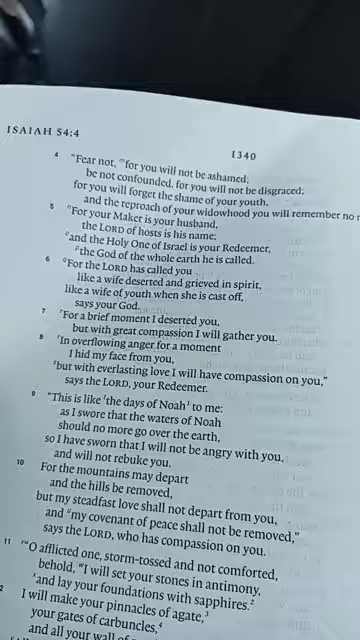 ISAIAH 54:4
1340
4 "Fear not, for you will not be ashamed;
be not confounded, for you will not be disgraced;
for you will forget the shame of your youth,
and the reproach of your widowhood you will remember no
5 For your Maker is your husband,
the LORD of hosts is his name;
and the Holy One of Israel is your Redeemer,
the God of the whole earth he is called.
6 For the LORD has called you
like a wife deserted and grieved in spirit,
like a wife of youth when she is cast off,
says your God.
7 For a brief moment I deserted you,
but with great compassion I will gather you.
8 In overflowing anger for a moment
I hid my face from you,
but with everlasting love I will have compassion on you,"
says the LORD, your Redeemer.
9 "This is like the days of Noah to me:
as I swore that the waters of Noah
should no more go over the earth,
so I have sworn that I will not be angry with you,
and will not rebuke you.
10 For the mountains may depart
and the hills be removed,
but my steadfast love shall not depart from you,
and my covenant of peace shall not be removed,"
says the LORD, who has compassion on you.
11 "O afflicted one, storm-tossed and not comforted,
behold, I will set your stones in antimony,
and lay your foundations with sapphires.²
2 I will make your pinnacles of agate,³
your gates of carbuncles,⁴
and all your wall of